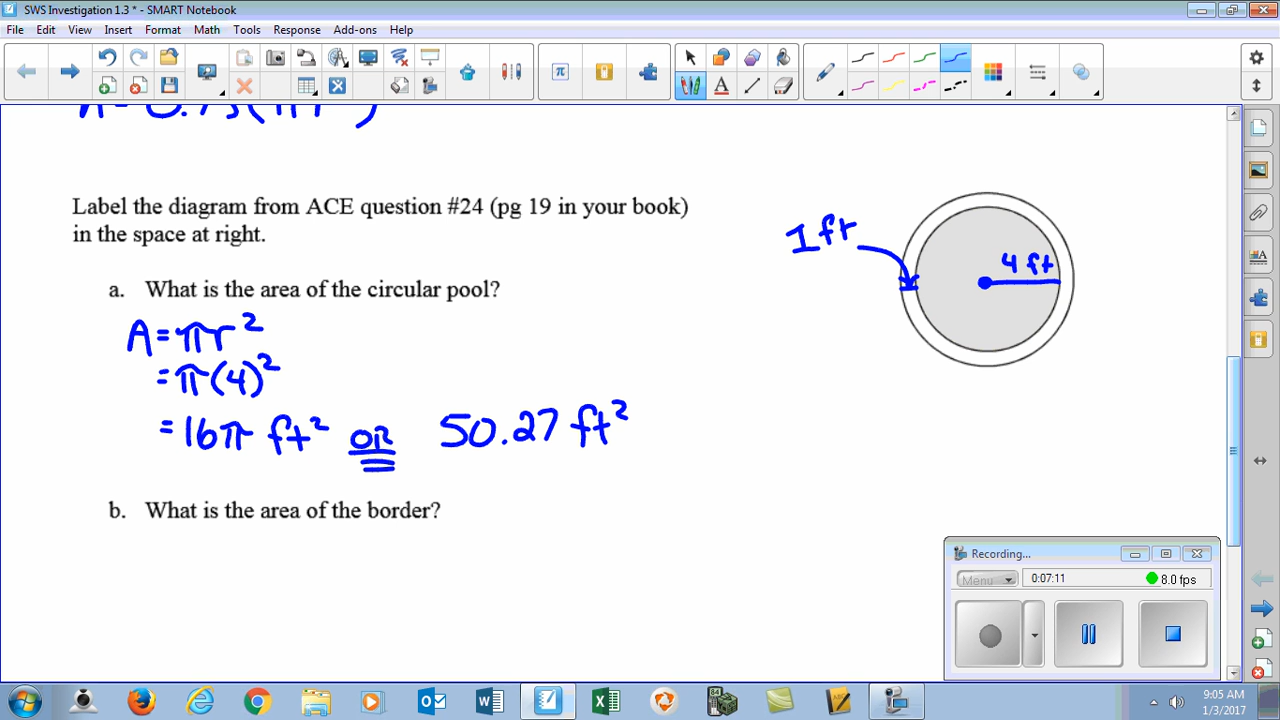 SWS Investigation 1.3 * - SMART Notebook
File Edit View Insert Format Math Tools Response Add-ons Help
Label the diagram from ACE question #24 (pg 19 in your book)
in the space at right.
1 ft
4 ft
a. What is the area of the circular pool?
A = πr²
= π(4)²
= 16π ft² OR 50.27 ft²
b. What is the area of the border?
Recording...
Menu 0:07:11 8.0 fps
9:05 AM
1/3/2017